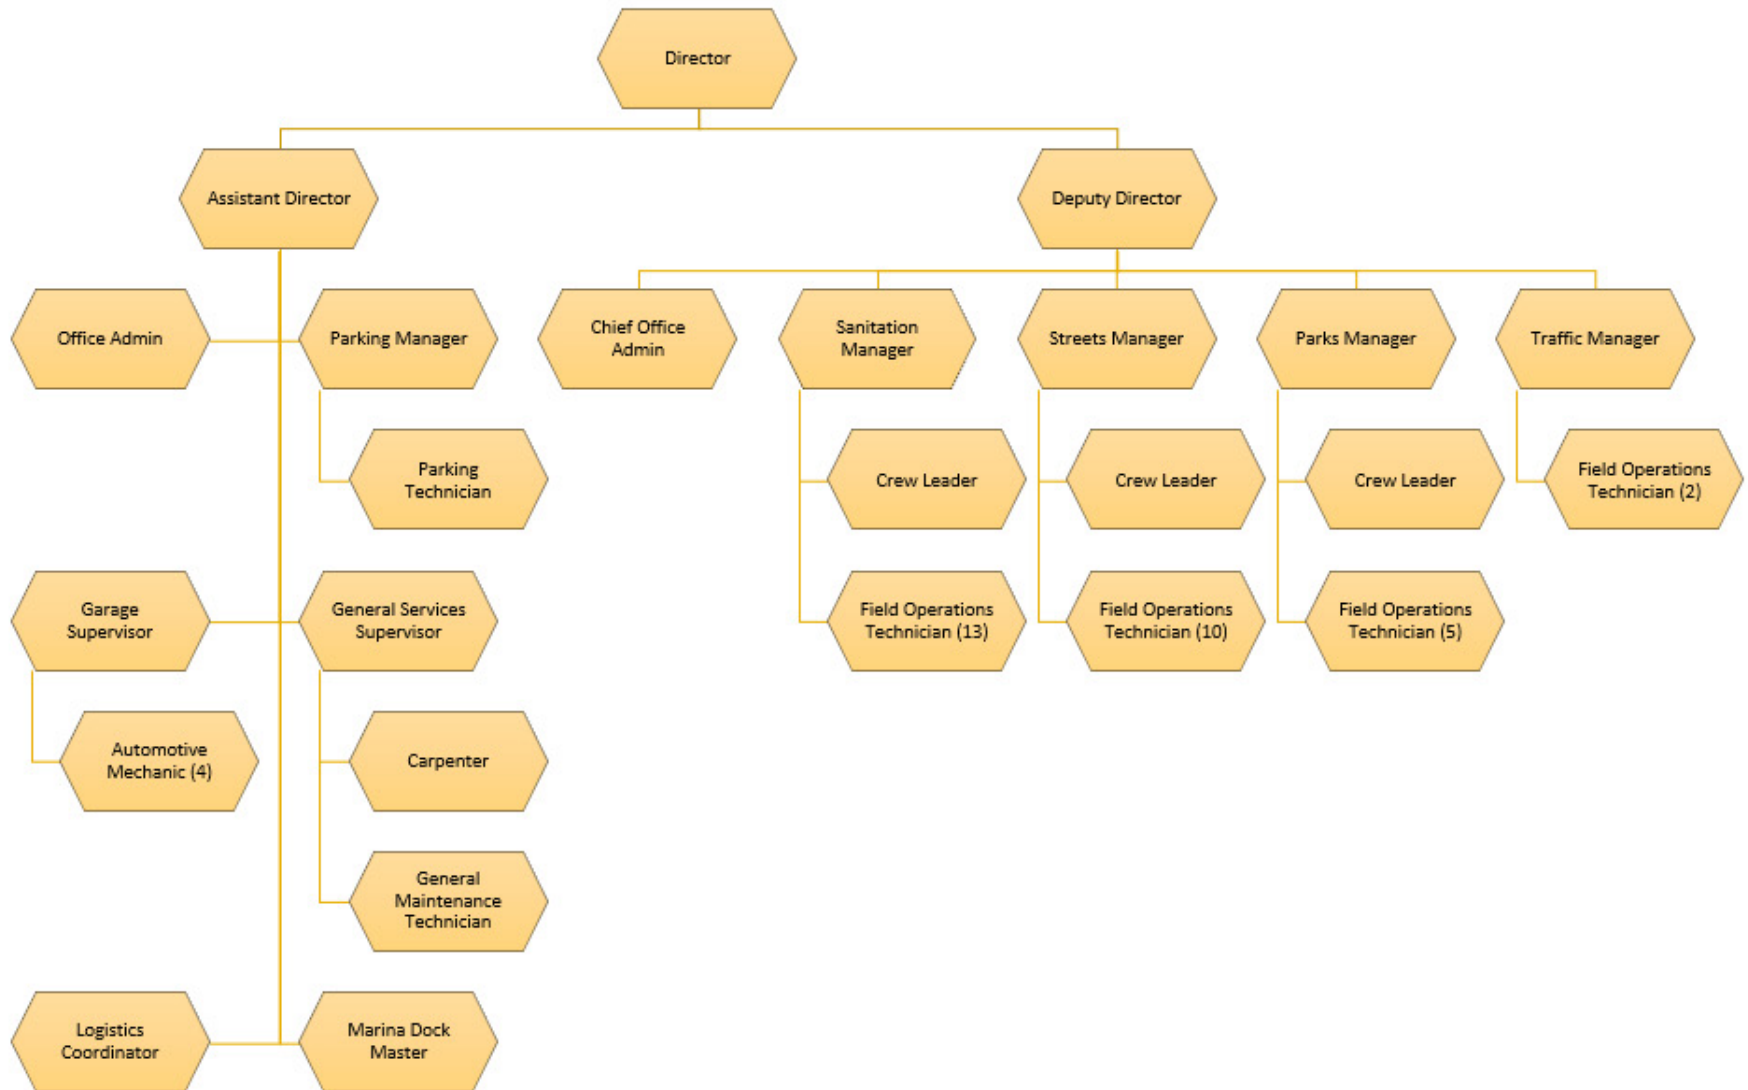 Director
Assistant Director
Deputy Director
Office Admin
Parking Manager
Chief Office
Admin
Sanitation
Manager
Streets Manager
Parks Manager
Traffic Manager
Parking
Technician
Crew Leader
Crew Leader
Crew Leader
Field Operations
Technician (2)
Garage
Supervisor
General Services
Supervisor
Field Operations
Technician (13)
Field Operations
Technician (10)
Field Operations
Technician (5)
Automotive
Mechanic (4)
Carpenter
General
Maintenance
Technician
Logistics
Coordinator
Marina Dock
Master